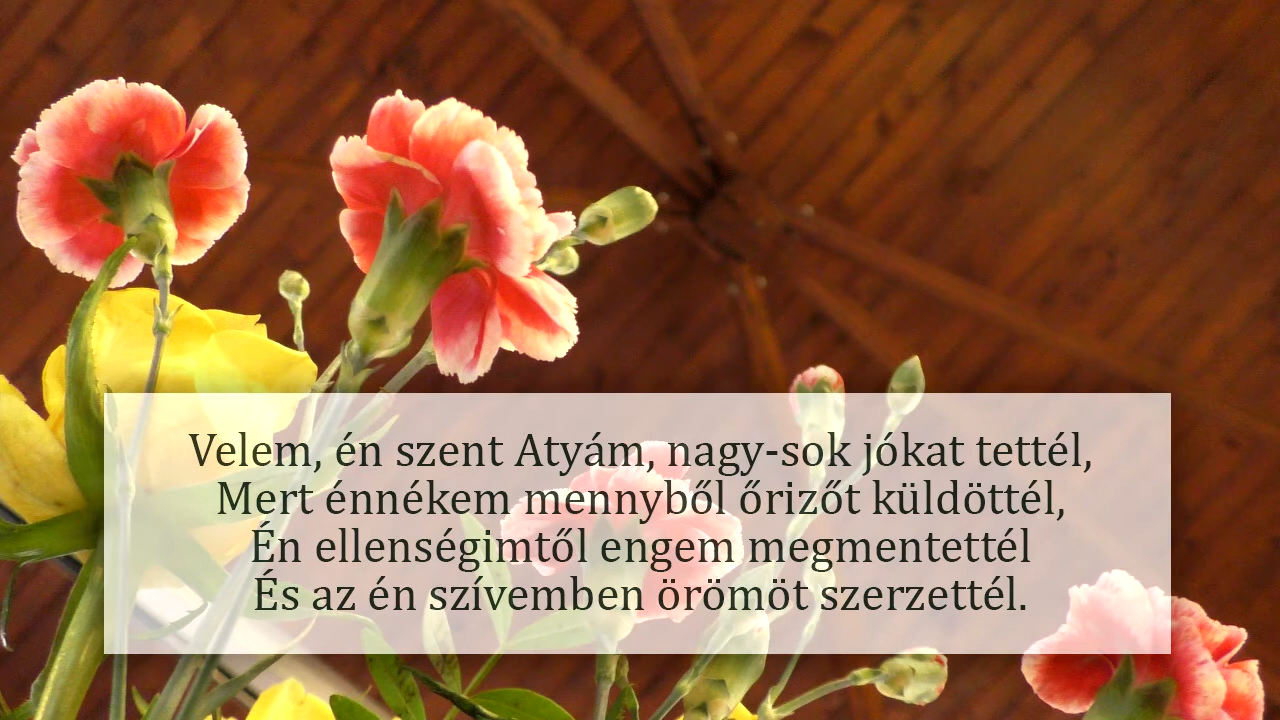 Velem, én szent Atyám, nagy-sok jókat tettél,
Mert énnékem mennyből őrizőt küldöttél,
Én ellenségimtől engem megmentettél
És az én szívemben örömöt szerzettél.